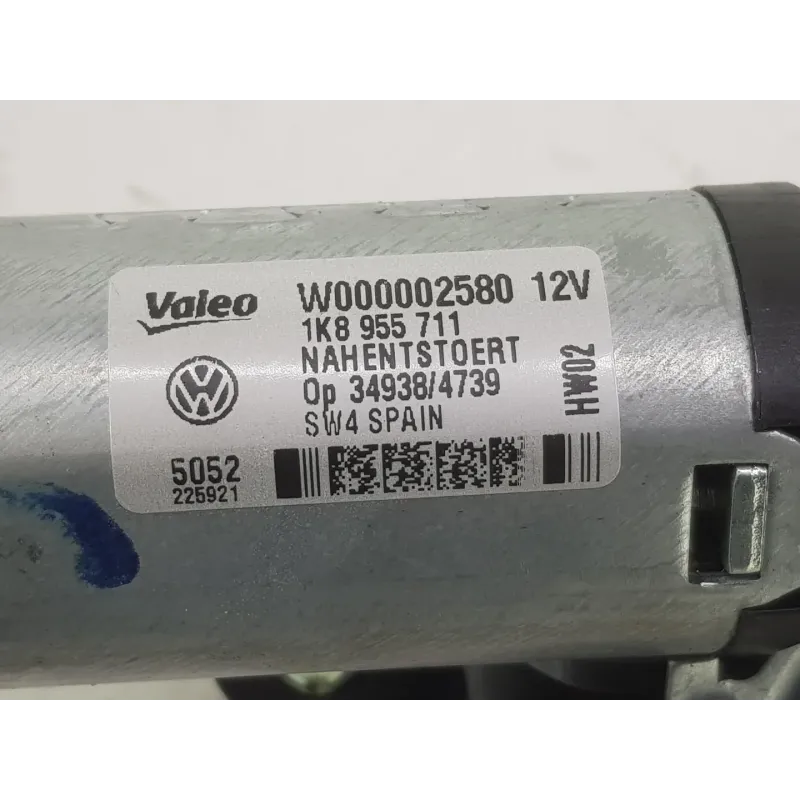 Valeo
W000002580 12V
1K8 955 711
NAHENTSTOERT
Op 34938/4739
SW4 SPAIN
HW02
5052
225921